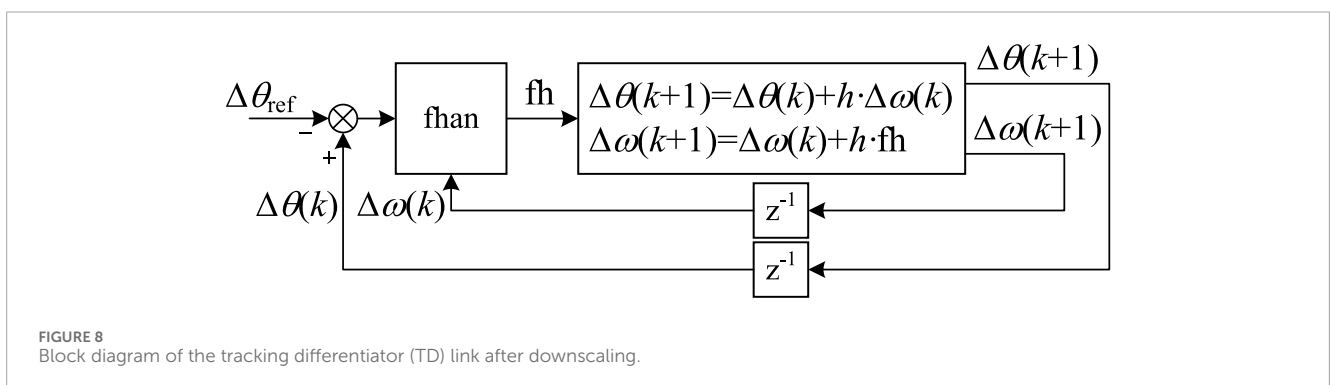 Δθref
−
+
fhan
fh
Δθ(k+1)=Δθ(k)+h·Δω(k)
Δω(k+1)=Δω(k)+h·fh
Δθ(k+1)
Δω(k+1)
Δθ(k)
Δω(k)
z⁻¹
z⁻¹
FIGURE 8
Block diagram of the tracking differentiator (TD) link after downscaling.